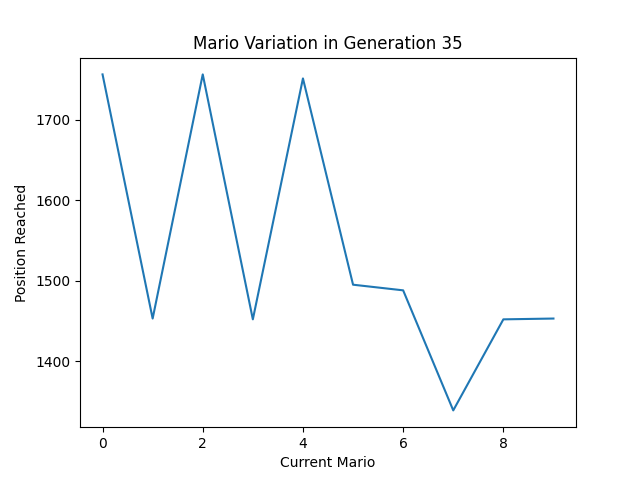 Mario Variation in Generation 35
1700
1600
1500
1400
Position Reached
0 2 4 6 8
Current Mario